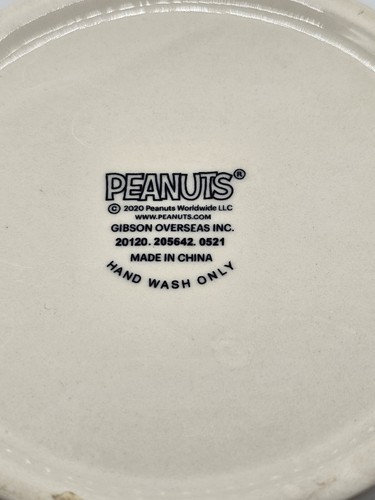 PEANUTS®
© 2020 Peanuts Worldwide LLC
WWW.PEANUTS.COM
GIBSON OVERSEAS INC.
20120. 205642. 0521
MADE IN CHINA
HAND WASH ONLY